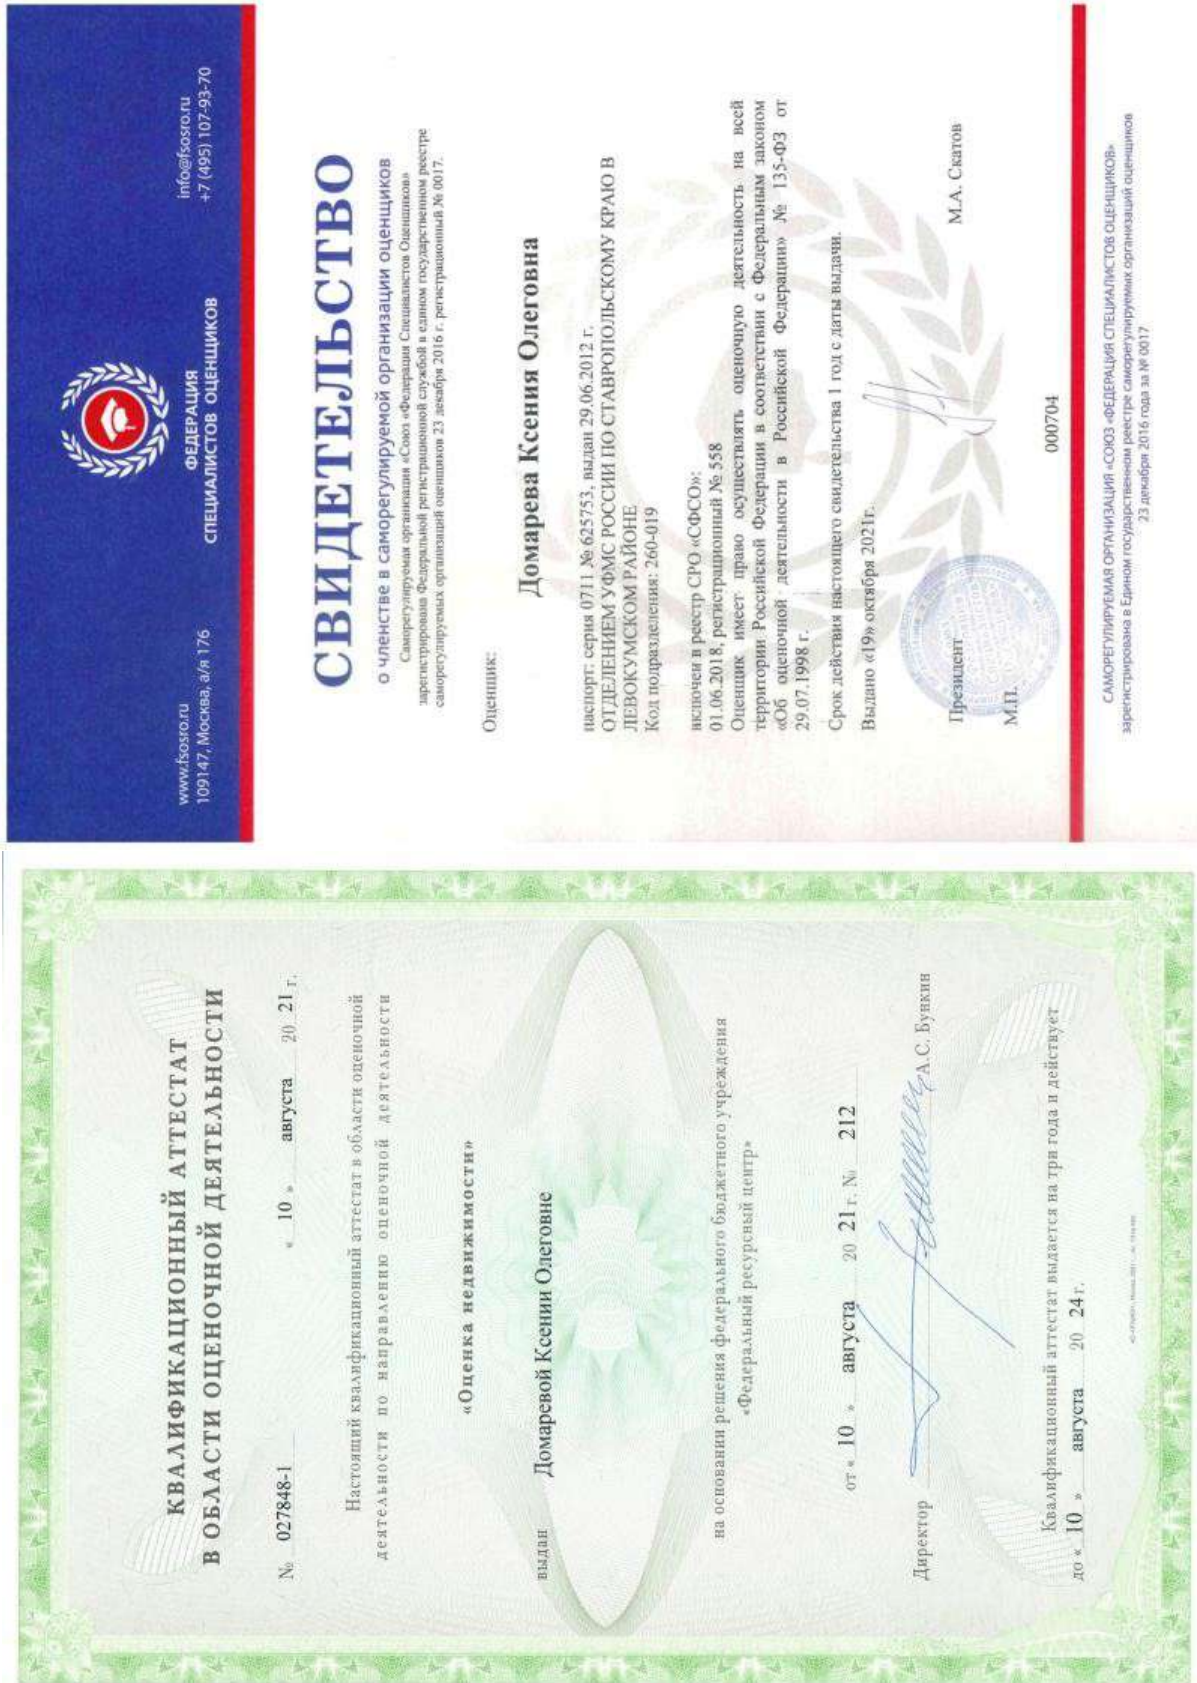 www.fsosro.ru
109147, Москва, а/я 176
ФЕДЕРАЦИЯ
СПЕЦИАЛИСТОВ ОЦЕНЩИКОВ
info@fsosro.ru
+7 (495) 107-93-70
СВИДЕТЕЛЬСТВО
о членстве в саморегулируемой организации оценщиков
Саморегулируемая организация «Союз «Федерация Специалистов Оценщиков»
зарегистрирована Федеральной регистрационной службой в едином государственном реестре
саморегулируемых организаций оценщиков 23 декабря 2016 г. регистрационный № 0017.
Оценщик:
Домарева Ксения Олеговна
паспорт: серия 0711 № 625753, выдан 29.06.2012 г.
ОТДЕЛЕНИЕМ УФМС РОССИИ ПО СТАВРОПОЛЬСКОМУ КРАЮ В
ЛЕВОКУМСКОМ РАЙОНЕ
Код подразделения: 260-019
включен в реестр СРО «СФСО»:
01.06.2018, регистрационный № 558
Оценщик имеет право осуществлять оценочную деятельность на всей
территории Российской Федерации в соответствии с Федеральным законом
«Об оценочной деятельности в Российской Федерации» № 135-ФЗ от
29.07.1998 г.
Срок действия настоящего свидетельства 1 год с даты выдачи.
Выдано «19» октября 2021г.
Президент М.А. Скатов
М.П.
000704
САМОРЕГУЛИРУЕМАЯ ОРГАНИЗАЦИЯ «СОЮЗ «ФЕДЕРАЦИЯ СПЕЦИАЛИСТОВ ОЦЕНЩИКОВ»
зарегистрирована в Едином государственном реестре саморегулируемых организаций оценщиков
23 декабря 2016 года за № 0017
КВАЛИФИКАЦИОННЫЙ АТТЕСТАТ
В ОБЛАСТИ ОЦЕНОЧНОЙ ДЕЯТЕЛЬНОСТИ
№ 027848-1 « 10 » августа 20 21 г.
Настоящий квалификационный аттестат в области оценочной
деятельности по направлению оценочной деятельности
«Оценка недвижимости»
выдан Домаревой Ксении Олеговне
на основании решения федерального бюджетного учреждения
«Федеральный ресурсный центр»
от « 10 » августа 20 21 г. № 212
Директор А.С. Бункин
Квалификационный аттестат выдается на три года и действует
до « 10 » августа 20 24 г.